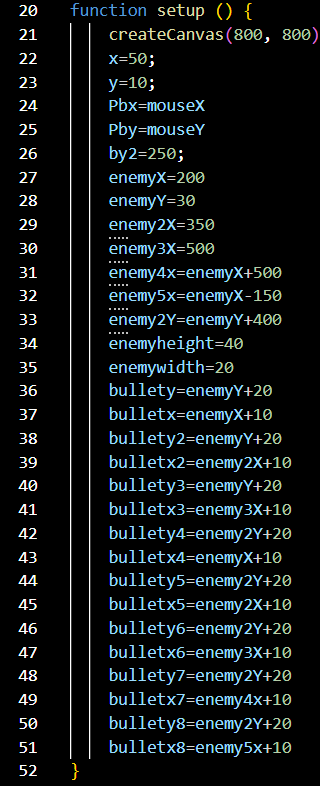 20 function setup () {
21 createCanvas(800, 800)
22 x=50;
23 y=10;
24 Pbx=mouseX
25 Pby=mouseY
26 by2=250;
27 enemyX=200
28 enemyY=30
29 enemy2X=350
30 enemy3X=500
31 enemy4x=enemyX+500
32 enemy5x=enemyX-150
33 enemy2Y=enemyY+400
34 enemyheight=40
35 enemywidth=20
36 bullety=enemyY+20
37 bulletx=enemyX+10
38 bullety2=enemyY+20
39 bulletx2=enemy2X+10
40 bullety3=enemyY+20
41 bulletx3=enemy3X+10
42 bullety4=enemy2Y+20
43 bulletx4=enemyX+10
44 bullety5=enemy2Y+20
45 bulletx5=enemy2X+10
46 bullety6=enemy2Y+20
47 bulletx6=enemy3X+10
48 bullety7=enemy2Y+20
49 bulletx7=enemy4x+10
50 bullety8=enemy2Y+20
51 bulletx8=enemy5x+10
52 }